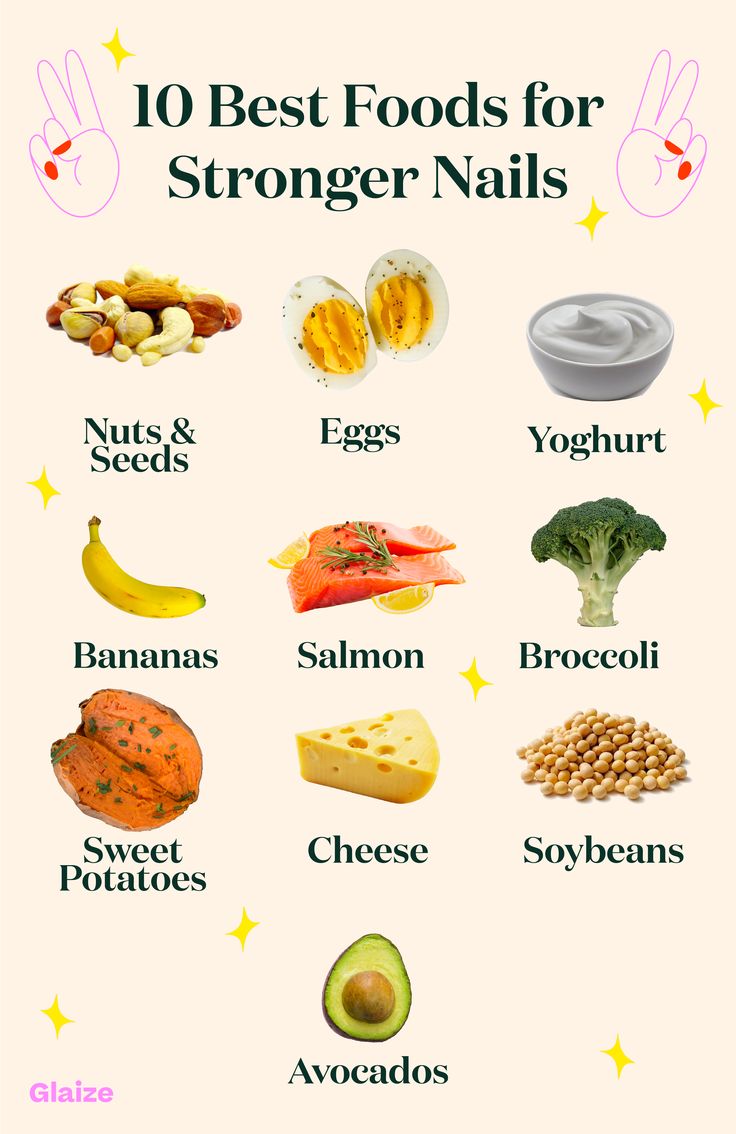 10 Best Foods for
Stronger Nails
Nuts &
Seeds
Eggs
Yoghurt
Bananas
Salmon
Broccoli
Sweet
Potatoes
Cheese
Soybeans
Avocados
Glaize